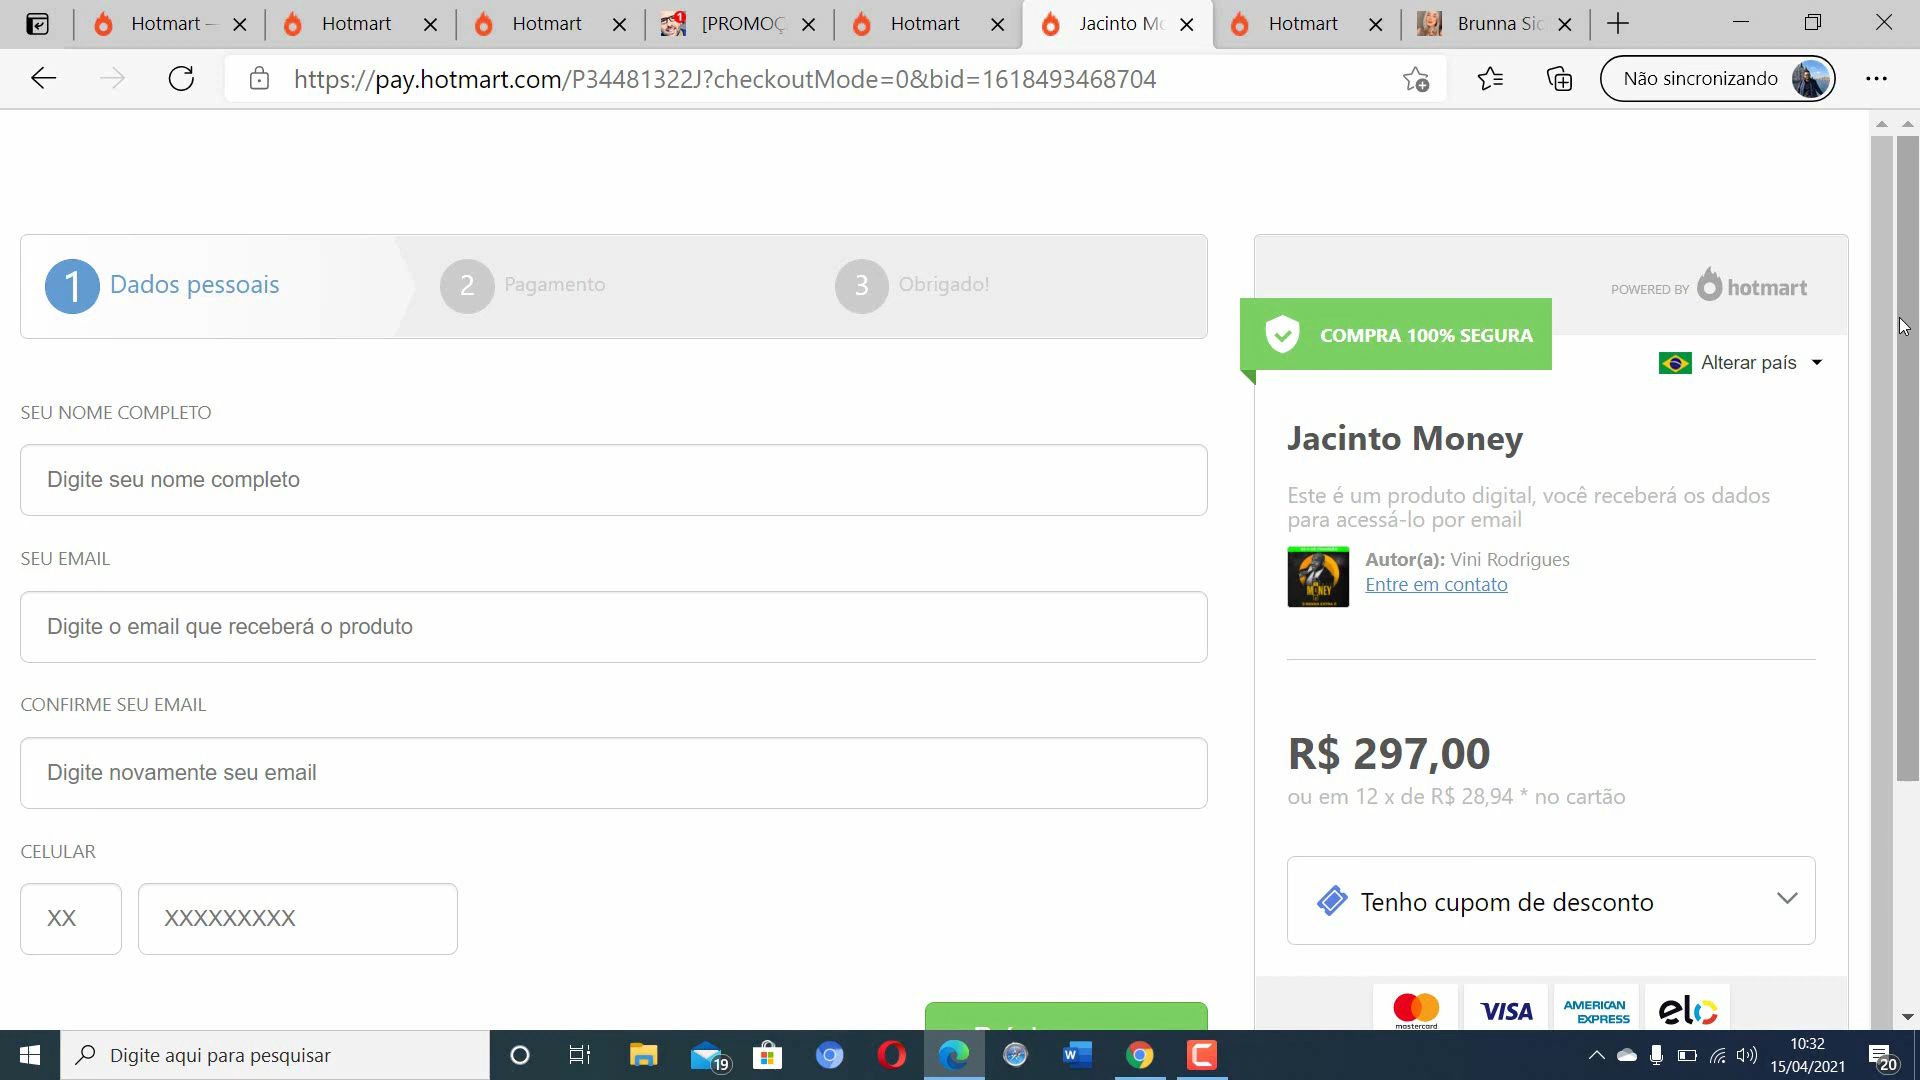 Hotmart —
Hotmart
Hotmart
1
[PROMOÇ
Hotmart
Jacinto Mo
Hotmart
Brunna Sic
https://pay.hotmart.com/P34481322J?checkoutMode=0&bid=1618493468704
Não sincronizando
1 Dados pessoais
2 Pagamento
3 Obrigado!
POWERED BY hotmart
COMPRA 100% SEGURA
Alterar país
SEU NOME COMPLETO
Digite seu nome completo
SEU EMAIL
Digite o email que receberá o produto
CONFIRME SEU EMAIL
Digite novamente seu email
CELULAR
XX
XXXXXXXXX
Jacinto Money
Este é um produto digital, você receberá os dados
para acessá-lo por email
MONEY
Autor(a): Vini Rodrigues
Entre em contato
R$ 297,00
ou em 12 x de R$ 28,94 * no cartão
Tenho cupom de desconto
mastercard
VISA
AMERICAN
EXPRESS
elo
Digite aqui para pesquisar
19
W
10:32
15/04/2021
20